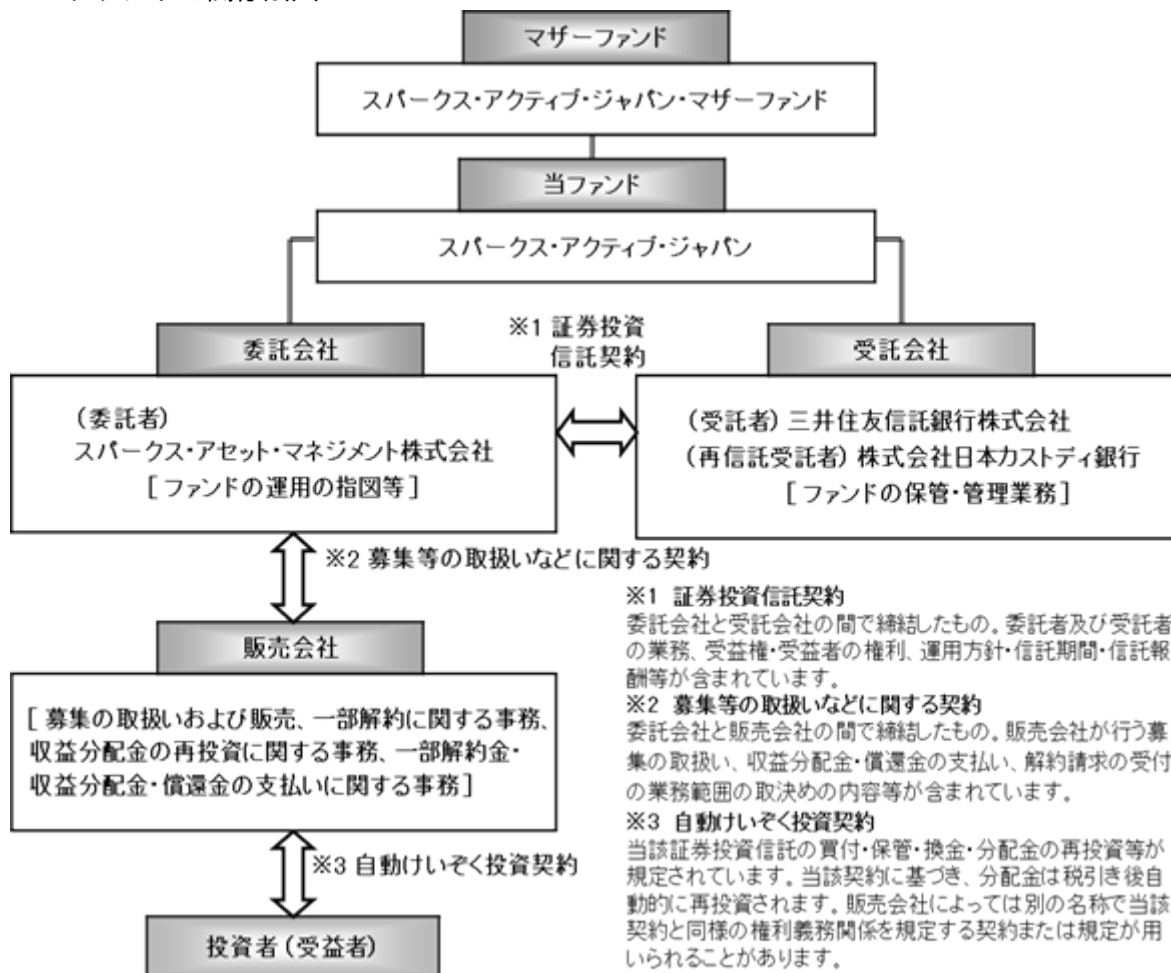 マザーファンド
スパークス・アクティブ・ジャパン・マザーファンド
当ファンド
スパークス・アクティブ・ジャパン
※1 証券投資
信託契約
委託会社
(委託者)
スパークス・アセット・マネジメント株式会社
[ファンドの運用の指図等]
受託会社
(受託者) 三井住友信託銀行株式会社
(再信託受託者) 株式会社日本カストディ銀行
[ファンドの保管・管理業務]
※2 募集等の取扱いなどに関する契約
販売会社
[ 募集の取扱いおよび販売、一部解約に関する事務、
収益分配金の再投資に関する事務、一部解約金・
収益分配金・償還金の支払いに関する事務]
※3 自動けいぞく投資契約
投資者(受益者)
※1 証券投資信託契約
委託会社と受託会社の間で締結したもの。委託者及び受託者
の業務、受益権・受益者の権利、運用方針・信託期間・信託報
酬等が含まれています。
※2 募集等の取扱いなどに関する契約
委託会社と販売会社の間で締結したもの。販売会社が行う募
集の取扱い、収益分配金・償還金の支払い、解約請求の受付
の業務範囲の取決めの内容等が含まれています。
※3 自動けいぞく投資契約
当該証券投資信託の買付・保管・換金・分配金の再投資等が
規定されています。当該契約に基づき、分配金は税引き後自
動的に再投資されます。販売会社によっては別の名称で当該
契約と同様の権利義務関係を規定する契約または規定が用
いられることがあります。